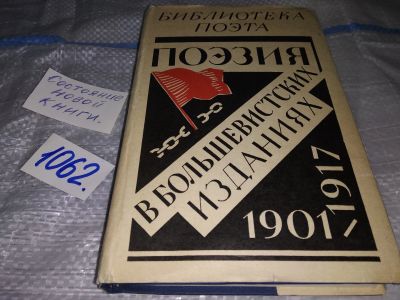 БИБЛИОТЕКА
ПОЭТА
ПОЭЗИЯ
В БОЛЬШЕВИСТСКИХ
ИЗДАНИЯХ
1901\1917
Состояние
новой
книги.
1062.